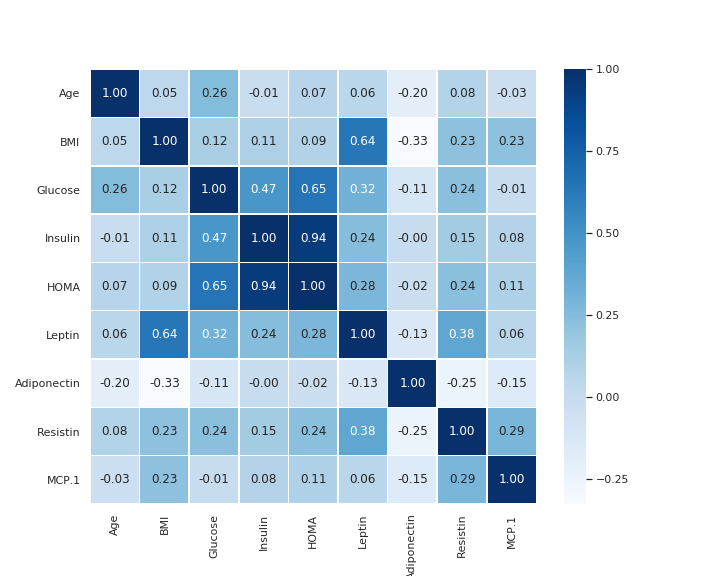 Age 1.00 0.05 0.26 -0.01 0.07 0.06 -0.20 0.08 -0.03
BMI 0.05 1.00 0.12 0.11 0.09 0.64 -0.33 0.23 0.23
Glucose 0.26 0.12 1.00 0.47 0.65 0.32 -0.11 0.24 -0.01
Insulin -0.01 0.11 0.47 1.00 0.94 0.24 -0.00 0.15 0.08
HOMA 0.07 0.09 0.65 0.94 1.00 0.28 -0.02 0.24 0.11
Leptin 0.06 0.64 0.32 0.24 0.28 1.00 -0.13 0.38 0.06
Adiponectin -0.20 -0.33 -0.11 -0.00 -0.02 -0.13 1.00 -0.25 -0.15
Resistin 0.08 0.23 0.24 0.15 0.24 0.38 -0.25 1.00 0.29
MCP.1 -0.03 0.23 -0.01 0.08 0.11 0.06 -0.15 0.29 1.00
Age BMI Glucose Insulin HOMA Leptin Adiponectin Resistin MCP.1
1.00
0.75
0.50
0.25
0.00
−0.25